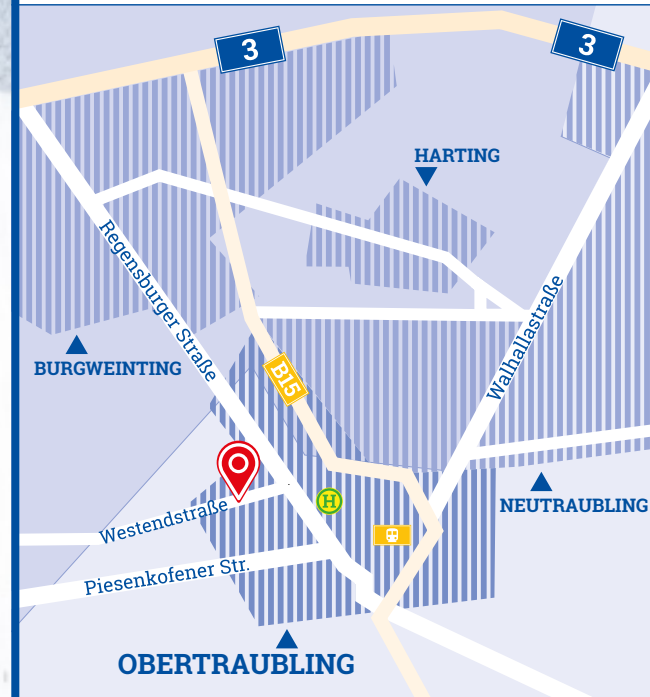 3
3
HARTING
Regensburger Straße
Walhallastraße
BURGWEINTING
B15
H
NEUTRAUBLING
Westendstraße
Piesenkofener Str.
OBERTRAUBLING